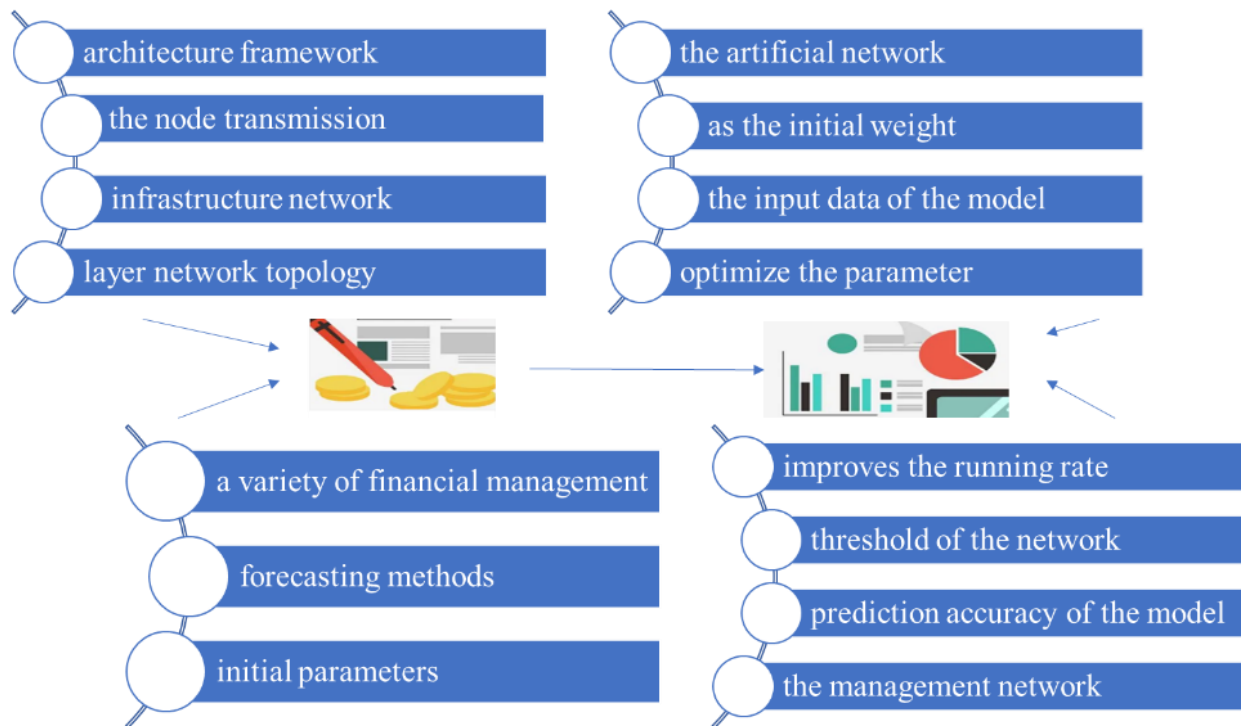 architecture framework
the node transmission
infrastructure network
layer network topology
the artificial network
as the initial weight
the input data of the model
optimize the parameter
a variety of financial management
forecasting methods
initial parameters
improves the running rate
threshold of the network
prediction accuracy of the model
the management network